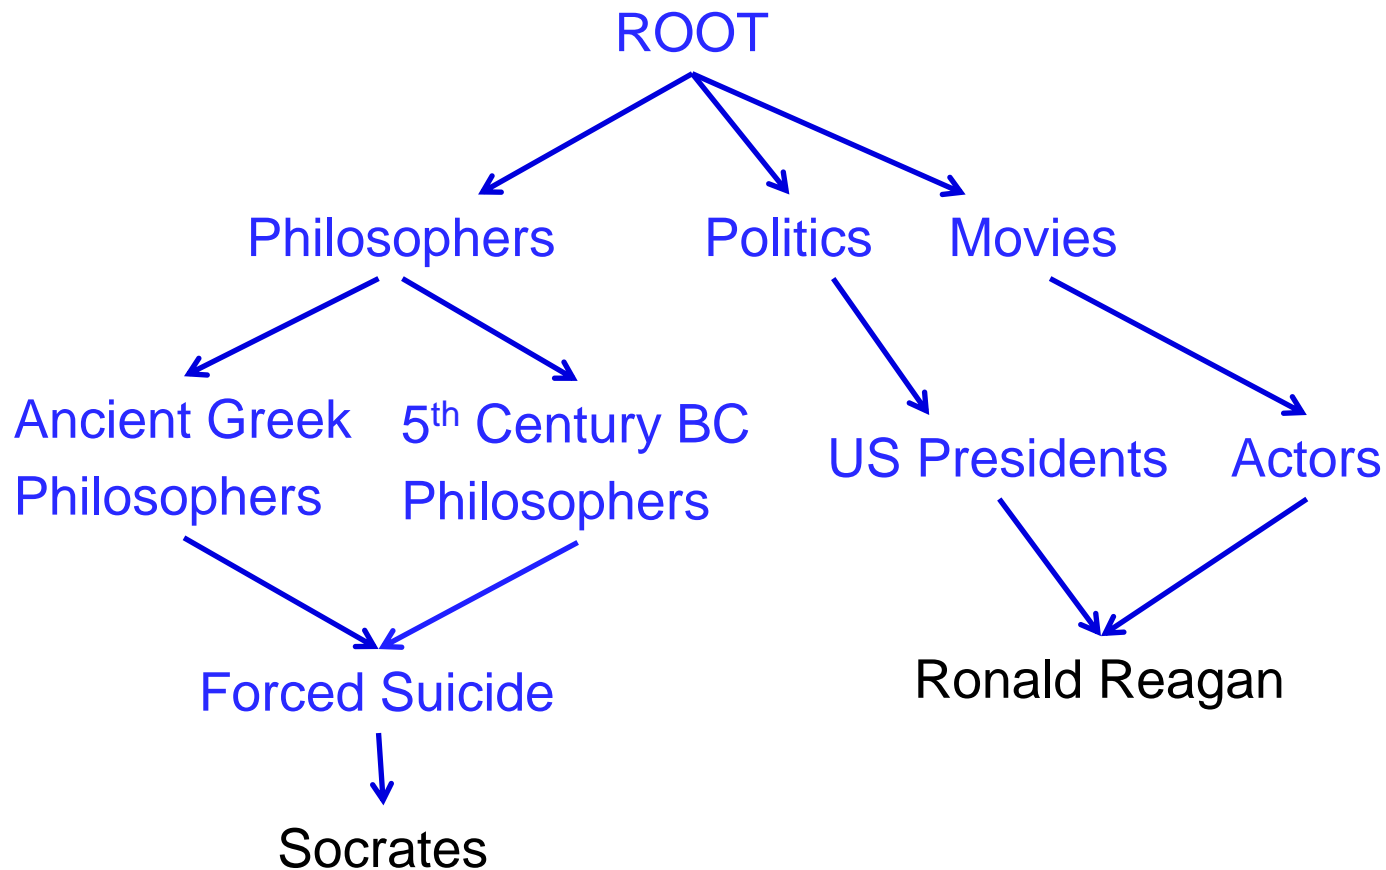 ROOT
Philosophers
Politics
Movies
Ancient Greek
Philosophers
5th Century BC
Philosophers
US Presidents
Actors
Forced Suicide
Ronald Reagan
Socrates